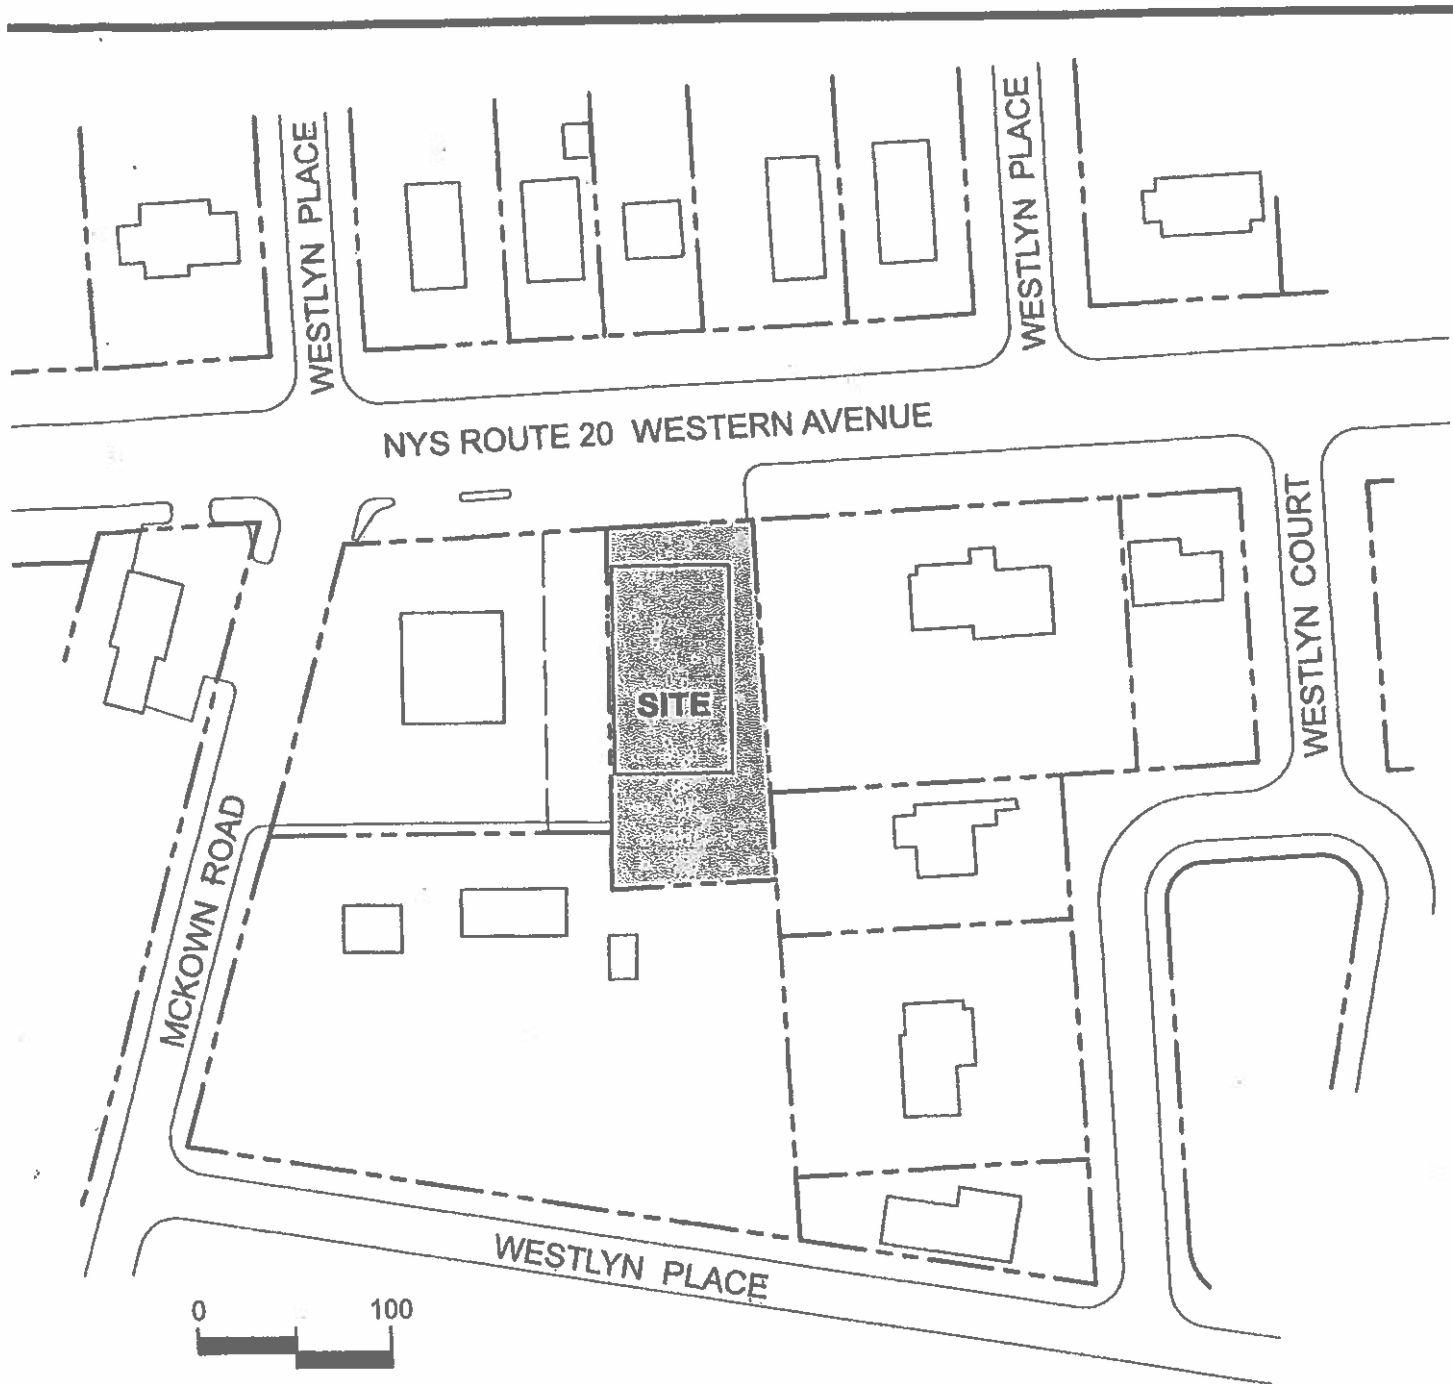 WESTLYN PLACE
WESTLYN PLACE
NYS ROUTE 20 WESTERN AVENUE
WESTLYN COURT
SITE
MCKOWN ROAD
WESTLYN PLACE
0 100